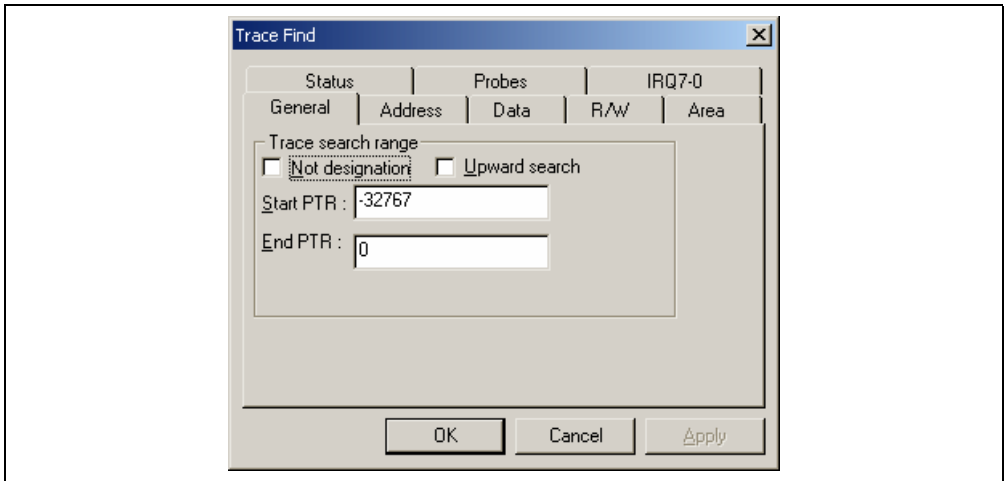 Trace Find
Status Probes IRQ7-0
General Address Data R/W Area
Trace search range
Not designation Upward search
Start PTR : -32767
End PTR : 0
OK Cancel Apply